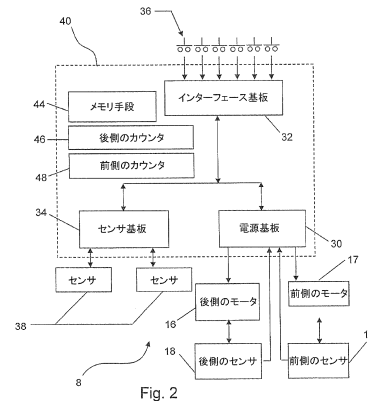 36
40
44
メモリ手段
インターフェース基板
46
後側のカウンタ
32
48
前側のカウンタ
34
センサ基板
電源基板
30
センサ
センサ
17
後側のモータ
前側のモータ
38
16
8
18
後側のセンサ
前側のセンサ
Fig. 2